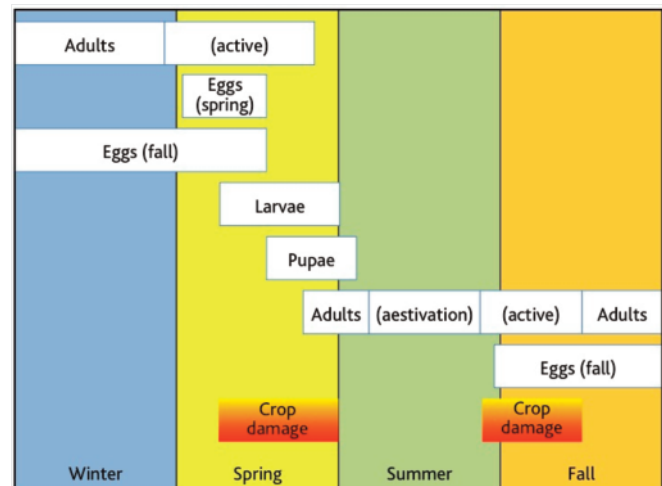 Adults (active)
Eggs
(spring)
Eggs (fall)
Larvae
Pupae
Adults (aestivation) (active) Adults
Eggs (fall)
Crop
damage
Crop
damage
Winter Spring Summer Fall